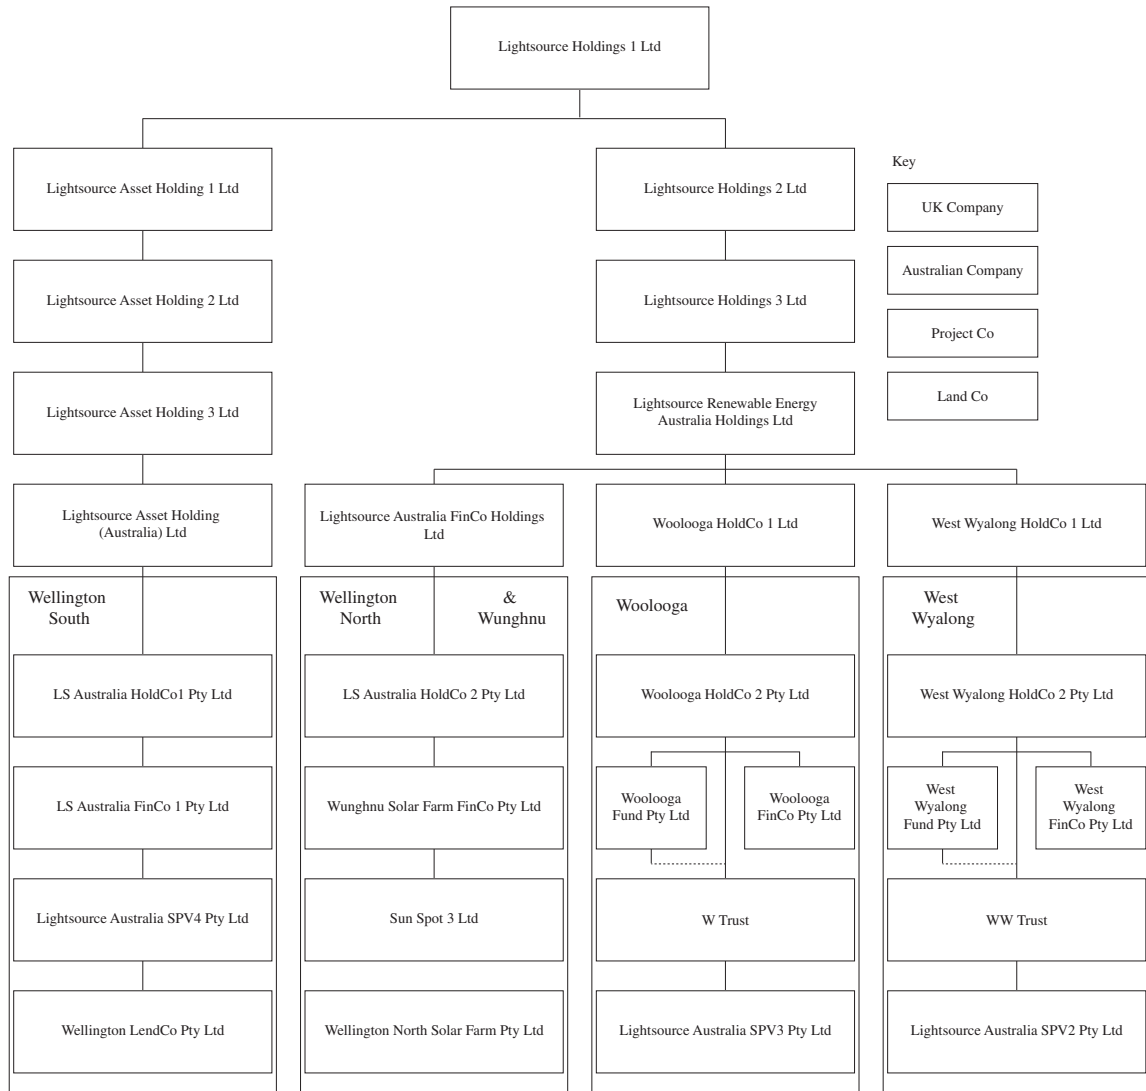 Lightsource Holdings 1 Ltd
Lightsource Asset Holding 1 Ltd
Lightsource Holdings 2 Ltd
Key
UK Company
Lightsource Asset Holding 2 Ltd
Lightsource Holdings 3 Ltd
Australian Company
Project Co
Lightsource Asset Holding 3 Ltd
Lightsource Renewable Energy
Australia Holdings Ltd
Land Co
Lightsource Asset Holding
(Australia) Ltd
Lightsource Australia FinCo Holdings
Ltd
Woolooga HoldCo 1 Ltd
West Wyalong HoldCo 1 Ltd
Wellington
South
Wellington
North
&
Wunghnu
Woolooga
West
Wyalong
LS Australia HoldCo1 Pty Ltd
LS Australia HoldCo 2 Pty Ltd
Woolooga HoldCo 2 Pty Ltd
West Wyalong HoldCo 2 Pty Ltd
LS Australia FinCo 1 Pty Ltd
Wunghnu Solar Farm FinCo Pty Ltd
Woolooga
Fund Pty Ltd
Woolooga
FinCo Pty Ltd
West
Wyalong
Fund Pty Ltd
West
Wyalong
FinCo Pty Ltd
Lightsource Australia SPV4 Pty Ltd
Sun Spot 3 Ltd
W Trust
WW Trust
Wellington LendCo Pty Ltd
Wellington North Solar Farm Pty Ltd
Lightsource Australia SPV3 Pty Ltd
Lightsource Australia SPV2 Pty Ltd